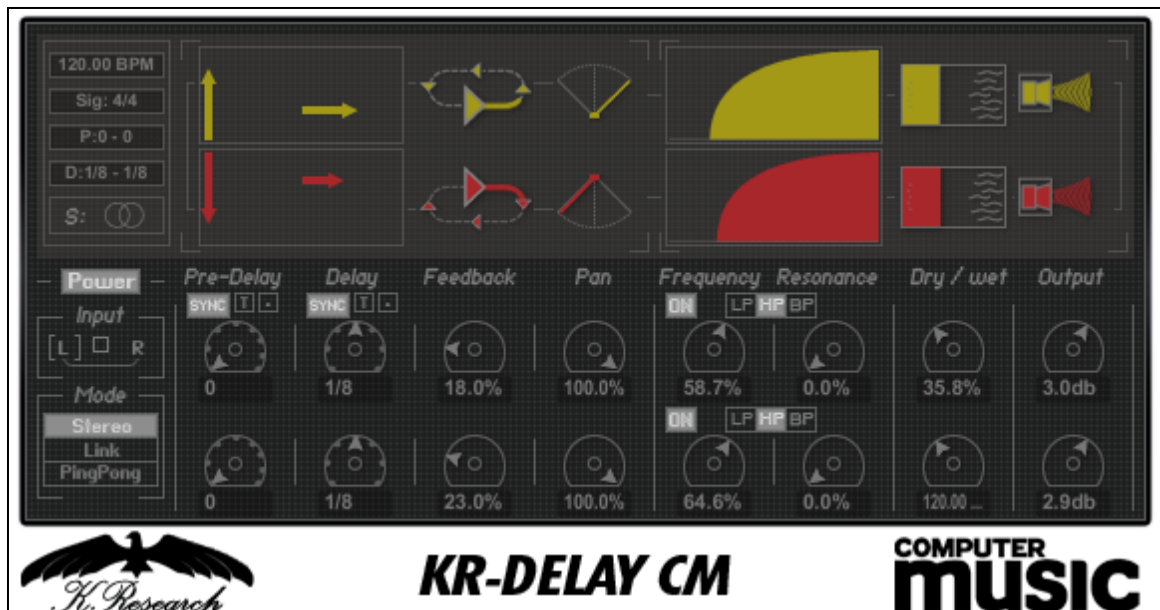 120.00 BPM
Sig: 4/4
P:0 - 0
D:1/8 - 1/8
S:
Power
Pre-Delay Delay Feedback Pan Frequency Resonance Dry / wet Output
SYNC T . SYNC T . ON LP HP BP
Input
[L] R
0 1/8 18.0% 100.0% 58.7% 0.0% 35.8% 3.0db
Mode
ON LP HP BP
Stereo
Link
PingPong
0 1/8 23.0% 100.0% 64.6% 0.0% 120.00 ... 2.9db
K.Research
KR-DELAY CM
COMPUTER
music